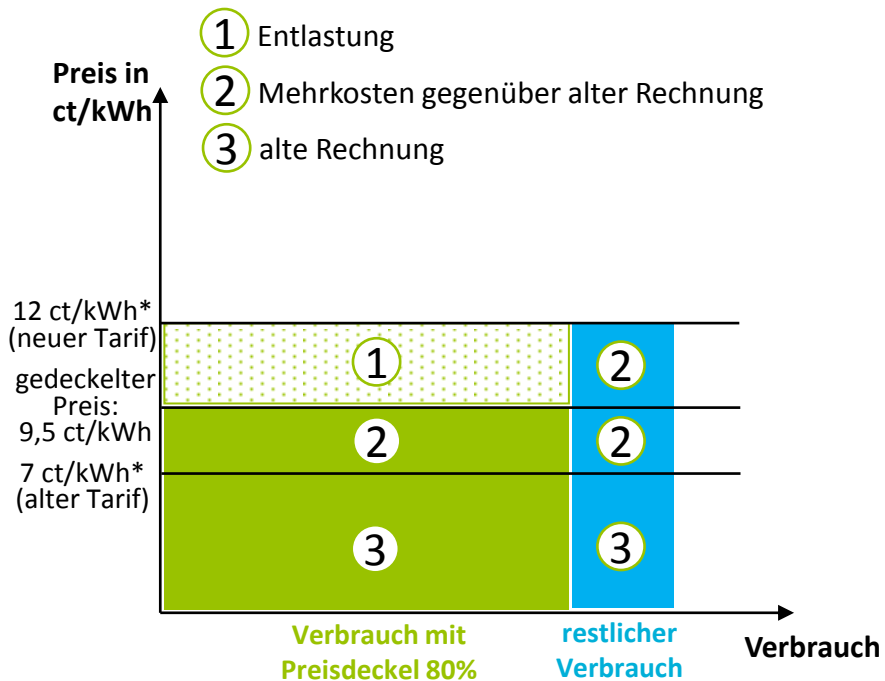 1 Entlastung
2 Mehrkosten gegenüber alter Rechnung
3 alte Rechnung
Preis in
ct/kWh
12 ct/kWh*
(neuer Tarif)
gedeckelter
Preis:
9,5 ct/kWh
7 ct/kWh*
(alter Tarif)
1
2
2
2
3
3
Verbrauch mit
Preisdeckel 80%
restlicher
Verbrauch
Verbrauch